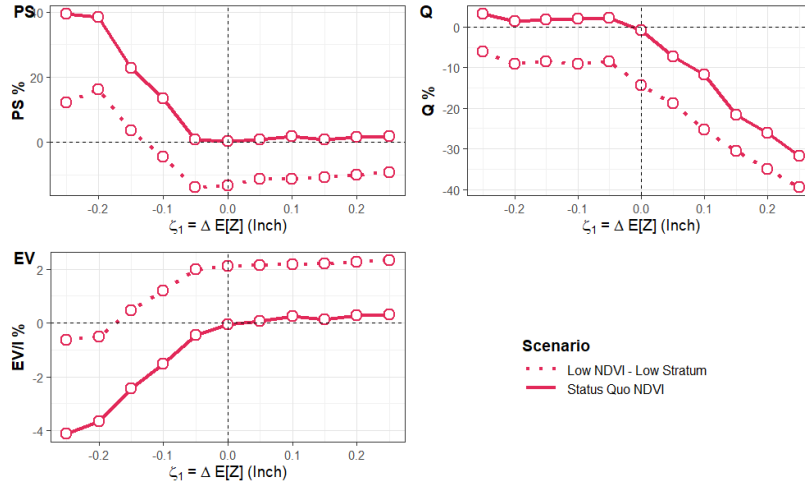 PS
40
20
0
PS %
-0.2
-0.1
0.0
0.1
0.2
ζ₁ = Δ E[Z] (Inch)
Q
0
-10
-20
-30
-40
Q %
-0.2
-0.1
0.0
0.1
0.2
ζ₁ = Δ E[Z] (Inch)
EV
2
0
-2
-4
EV/I %
-0.2
-0.1
0.0
0.1
0.2
ζ₁ = Δ E[Z] (Inch)
Scenario
Low NDVI - Low Stratum
Status Quo NDVI